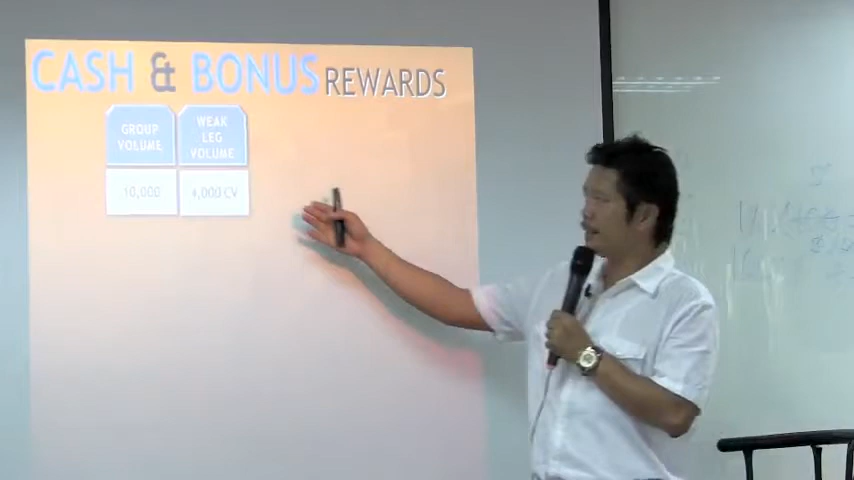 CASH & BONUS REWARDS
GROUP VOLUME
WEAK LEG VOLUME
10,000
4,000 CV